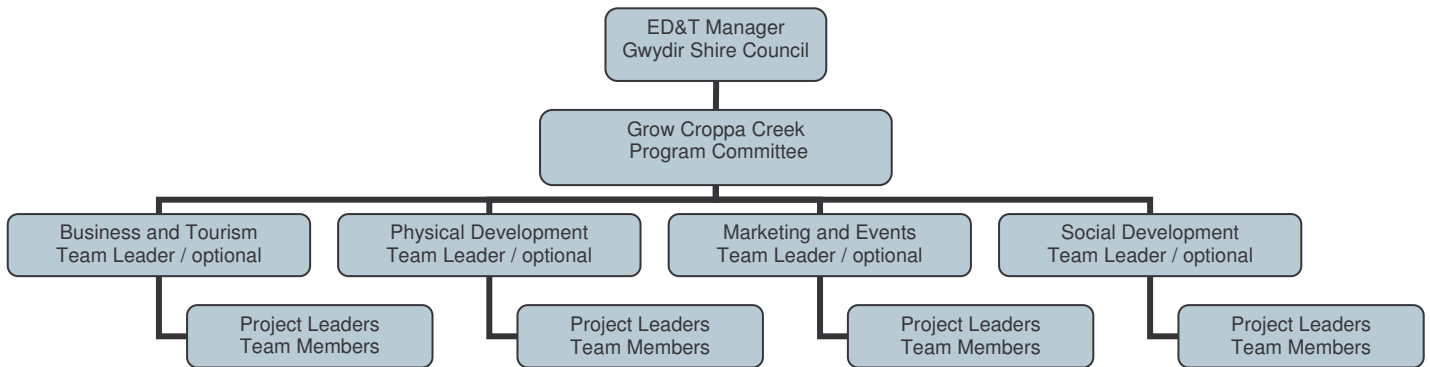 ED&T Manager
Gwydir Shire Council
Grow Croppa Creek
Program Committee
Business and Tourism
Team Leader / optional
Physical Development
Team Leader / optional
Marketing and Events
Team Leader / optional
Social Development
Team Leader / optional
Project Leaders
Team Members
Project Leaders
Team Members
Project Leaders
Team Members
Project Leaders
Team Members